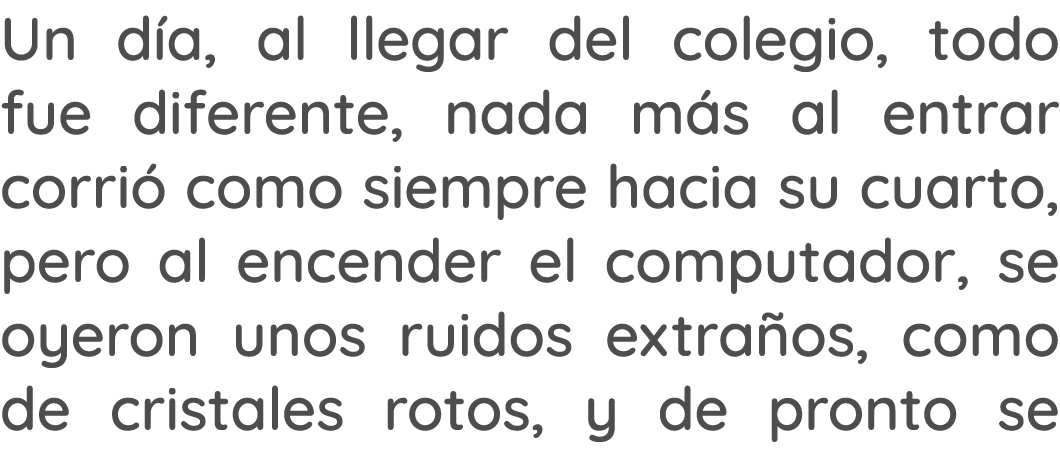 Un día, al llegar del colegio, todo
fue diferente, nada más al entrar
corrió como siempre hacia su cuarto,
pero al encender el computador, se
oyeron unos ruidos extraños, como
de cristales rotos, y de pronto se